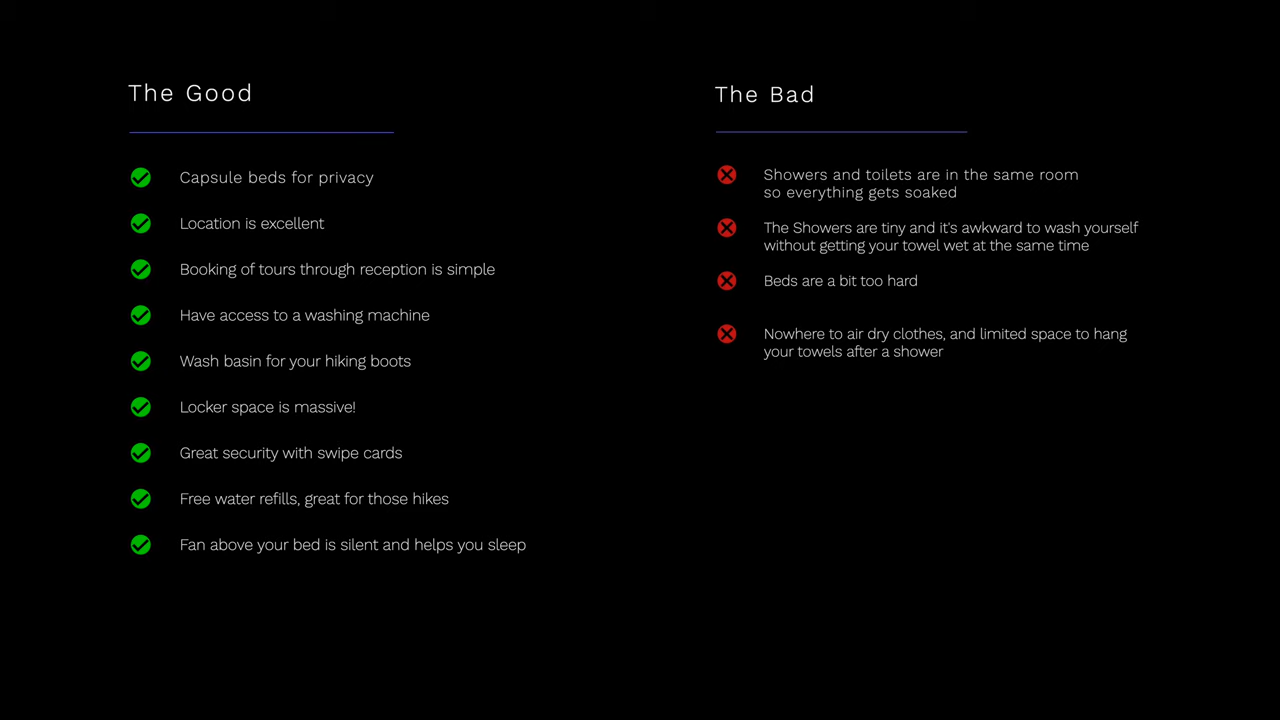 The Good
Capsule beds for privacy
Location is excellent
Booking of tours through reception is simple
Have access to a washing machine
Wash basin for your hiking boots
Locker space is massive!
Great security with swipe cards
Free water refills, great for those hikes
Fan above your bed is silent and helps you sleep
The Bad
Showers and toilets are in the same room
so everything gets soaked
The Showers are tiny and it's awkward to wash yourself
without getting your towel wet at the same time
Beds are a bit too hard
Nowhere to air dry clothes, and limited space to hang
your towels after a shower